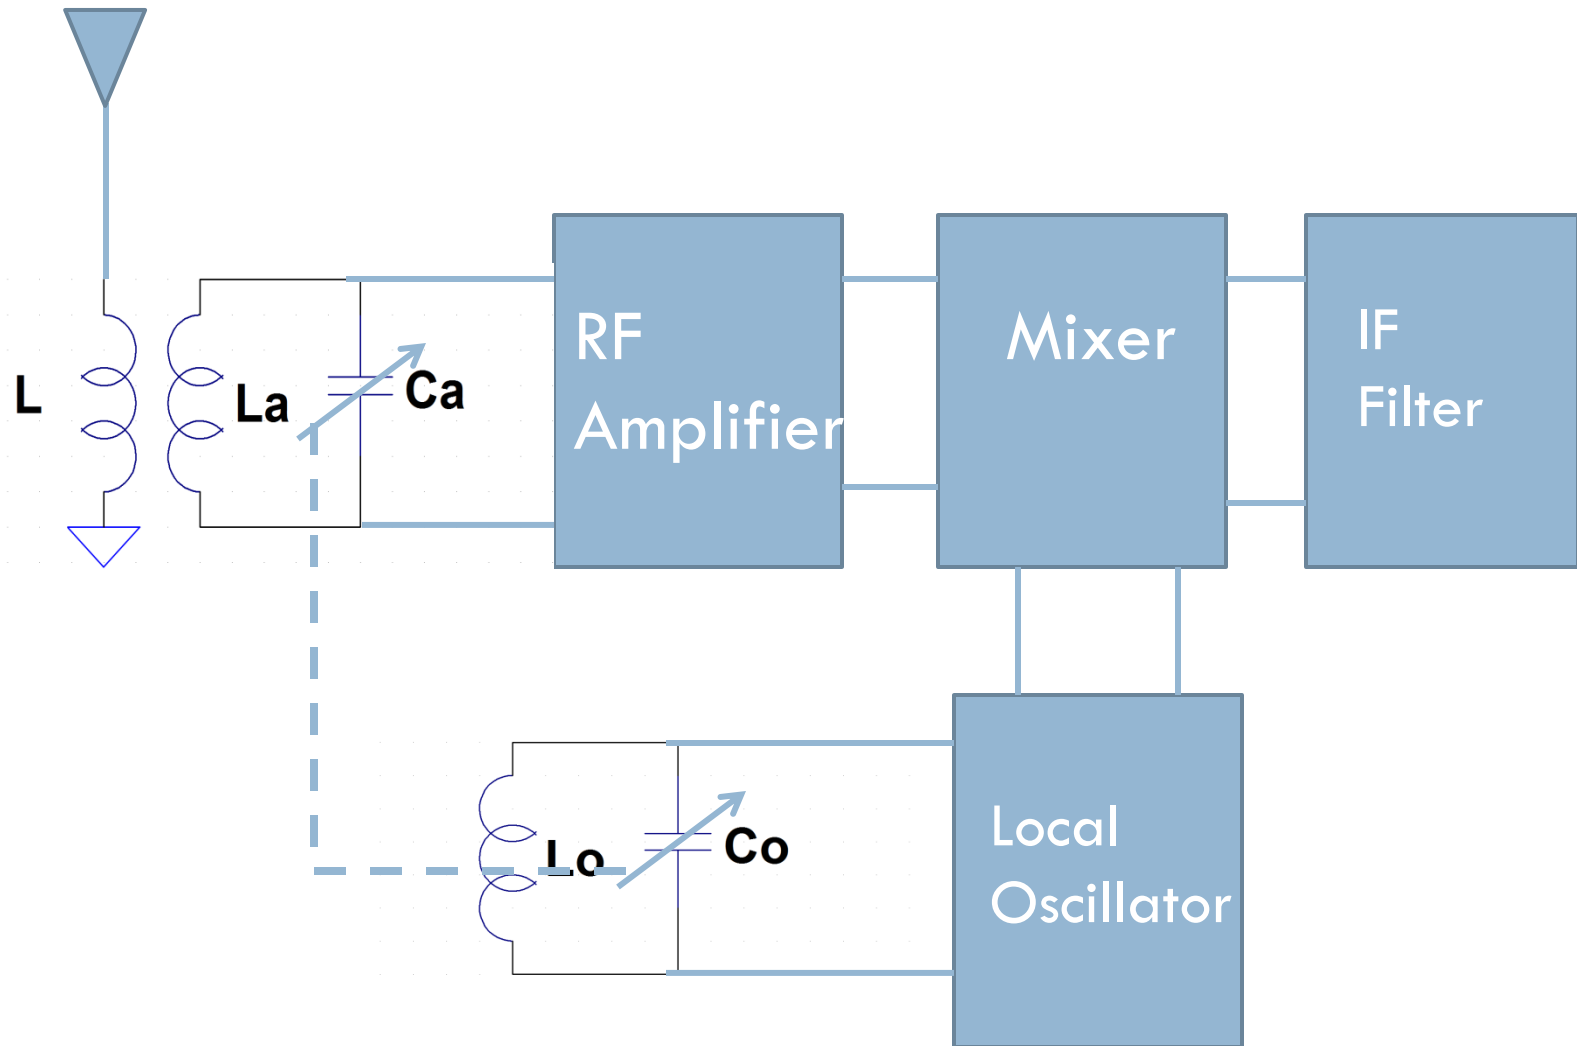 L
La
Ca
RF
Amplifier
Mixer
IF
Filter
Lo
Co
Local
Oscillator